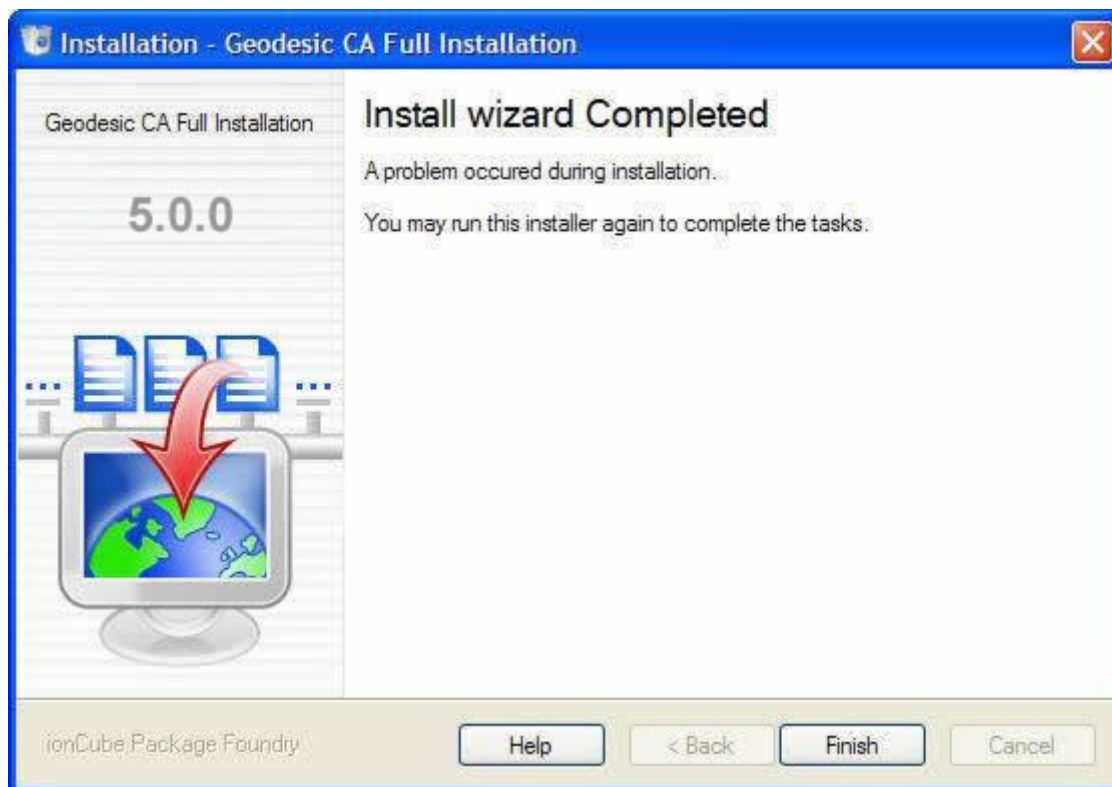 Installation - Geodesic CA Full Installation
Geodesic CA Full Installation
5.0.0
Install wizard Completed
A problem occured during installation.
You may run this installer again to complete the tasks.
ionCube Package Foundry
Help
< Back
Finish
Cancel